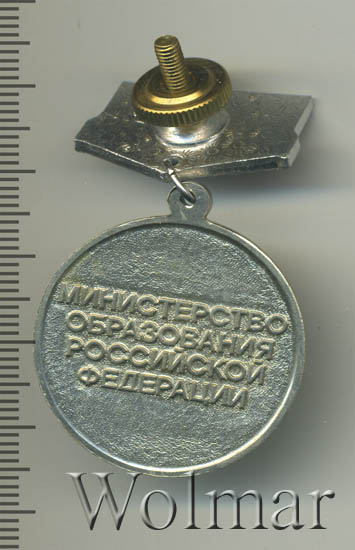 МИНИСТЕРСТВО
ОБРАЗОВАНИЯ
РОССИЙСКОЙ
ФЕДЕРАЦИИ
Wolmar